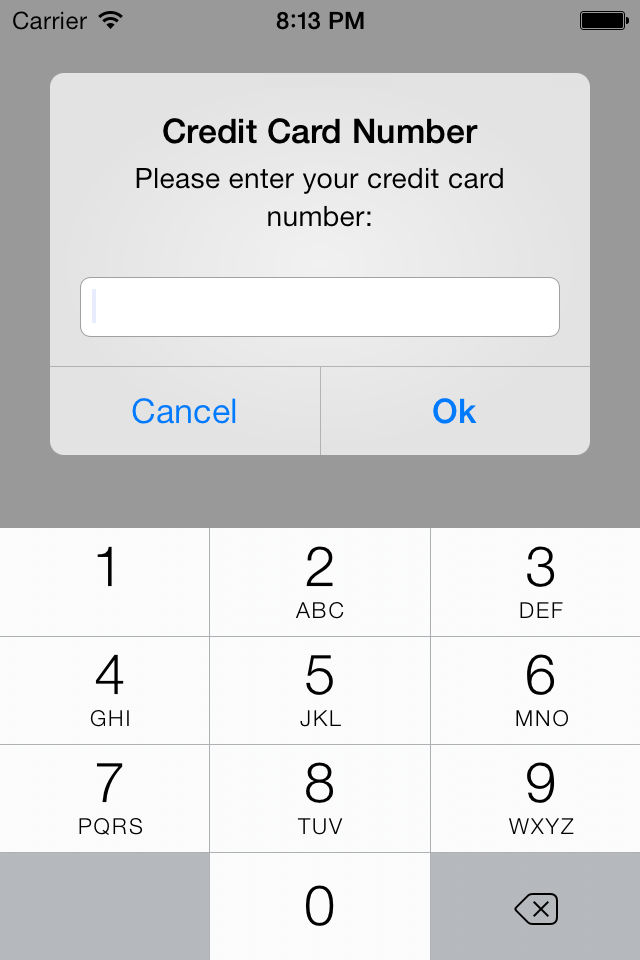 Carrier 8:13 PM
Credit Card Number
Please enter your credit card
number:
Cancel Ok
1 2 3
ABC DEF
4 5 6
GHI JKL MNO
7 8 9
PQRS TUV WXYZ
0